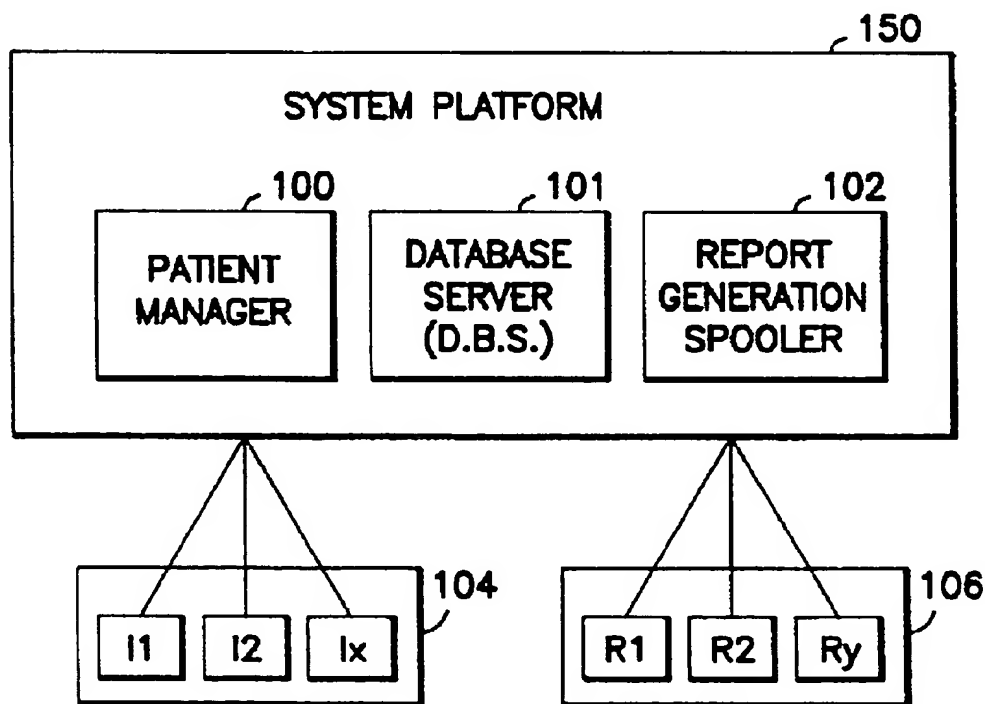 150
SYSTEM PLATFORM
100
101
102
PATIENT
MANAGER
DATABASE
SERVER
(D.B.S.)
REPORT
GENERATION
SPOOLER
104
106
I1
I2
Ix
R1
R2
Ry